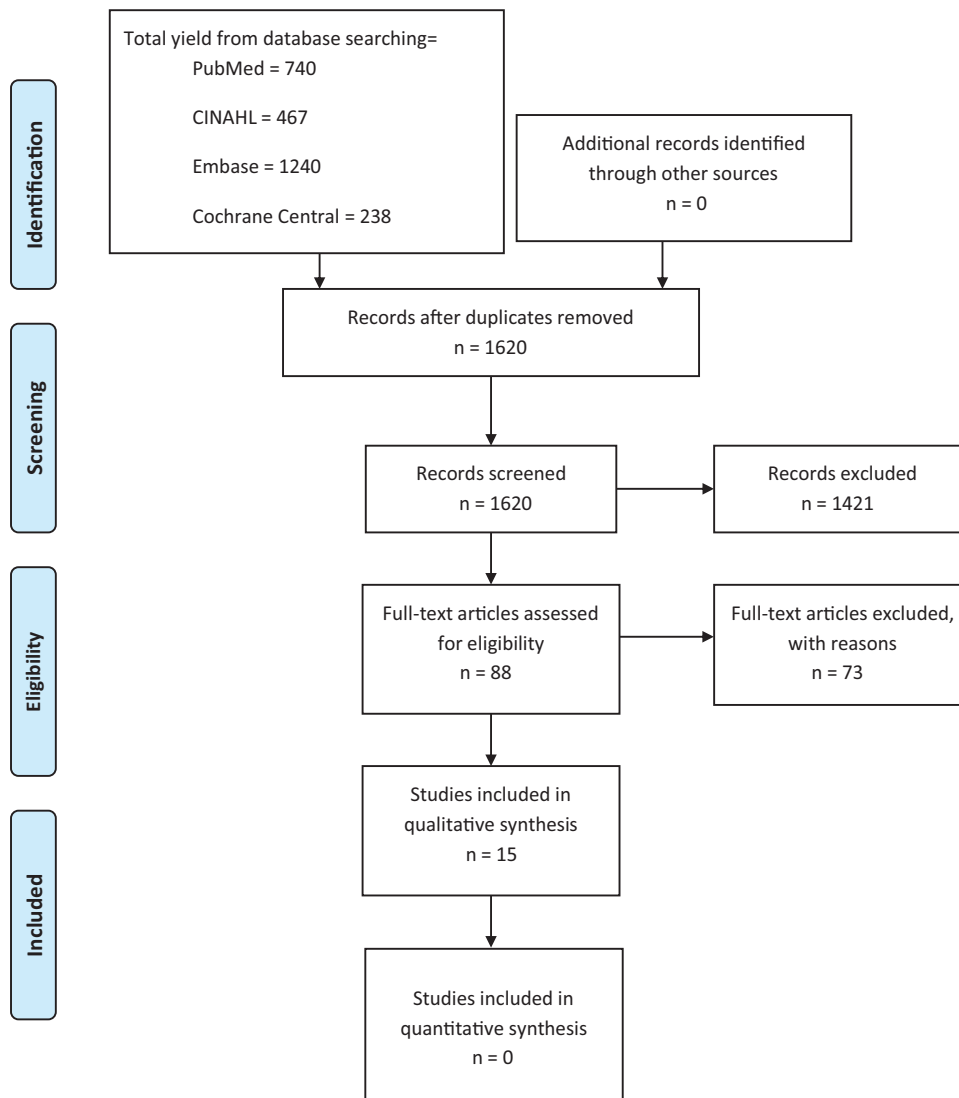 Identification
Total yield from database searching=
PubMed = 740
CINAHL = 467
Embase = 1240
Cochrane Central = 238
Additional records identified
through other sources
n = 0
Records after duplicates removed
n = 1620
Screening
Records screened
n = 1620
Records excluded
n = 1421
Eligibility
Full-text articles assessed
for eligibility
n = 88
Full-text articles excluded,
with reasons
n = 73
Included
Studies included in
qualitative synthesis
n = 15
Studies included in
quantitative synthesis
n = 0